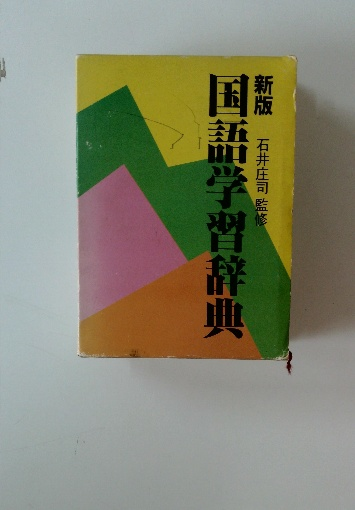 新版
国語学習辞典
石井庄司 監修